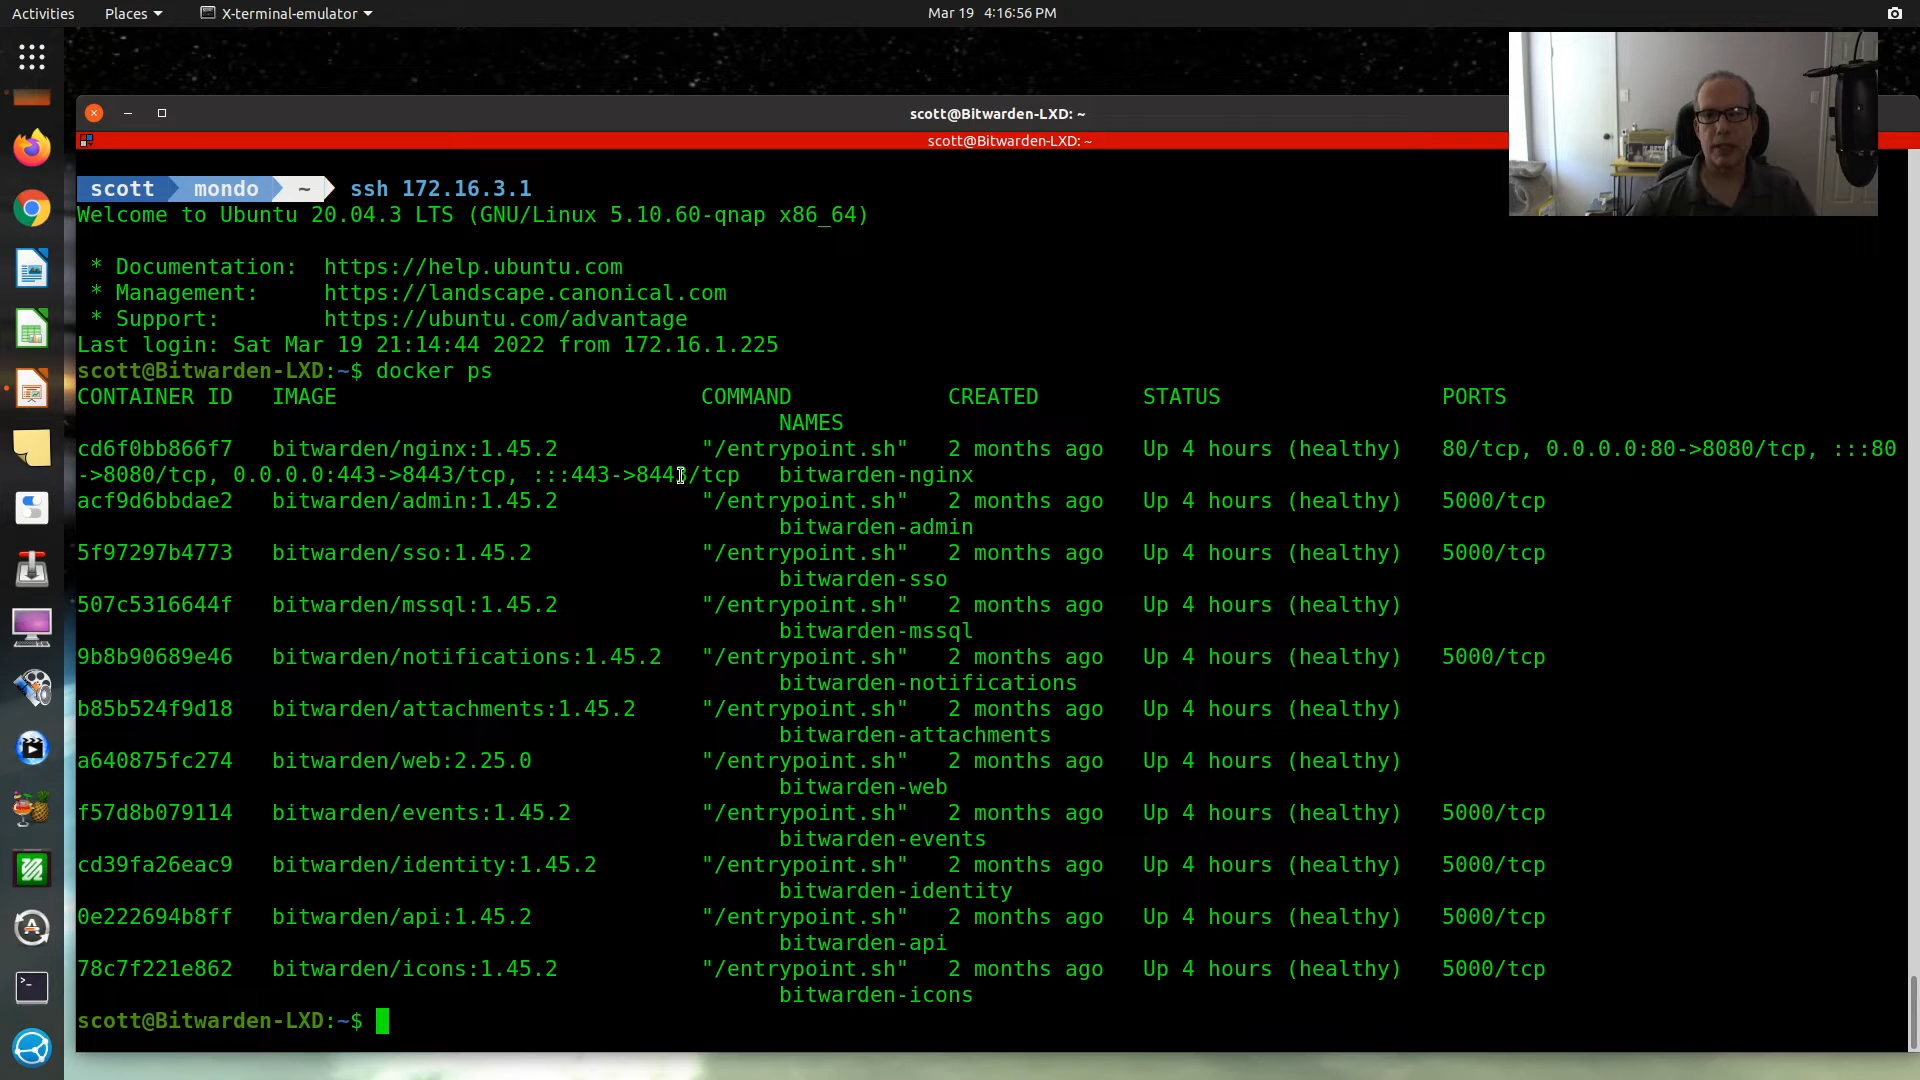 Activities Places X-terminal-emulator Mar 19 4:16:56 PM
scott@Bitwarden-LXD: ~
scott@Bitwarden-LXD: ~
scott mondo ~ ssh 172.16.3.1
Welcome to Ubuntu 20.04.3 LTS (GNU/Linux 5.10.60-qnap x86_64)
* Documentation: https://help.ubuntu.com
* Management: https://landscape.canonical.com
* Support: https://ubuntu.com/advantage
Last login: Sat Mar 19 21:14:44 2022 from 172.16.1.225
scott@Bitwarden-LXD:~$ docker ps
CONTAINER ID IMAGE COMMAND CREATED STATUS PORTS
NAMES
cd6f0bb866f7 bitwarden/nginx:1.45.2 "/entrypoint.sh" 2 months ago Up 4 hours (healthy) 80/tcp, 0.0.0.0:80->8080/tcp, :::80
->8080/tcp, 0.0.0.0:443->8443/tcp, :::443->8443/tcp bitwarden-nginx
acf9d6bbdae2 bitwarden/admin:1.45.2 "/entrypoint.sh" 2 months ago Up 4 hours (healthy) 5000/tcp
bitwarden-admin
5f97297b4773 bitwarden/sso:1.45.2 "/entrypoint.sh" 2 months ago Up 4 hours (healthy) 5000/tcp
bitwarden-sso
507c5316644f bitwarden/mssql:1.45.2 "/entrypoint.sh" 2 months ago Up 4 hours (healthy)
bitwarden-mssql
9b8b90689e46 bitwarden/notifications:1.45.2 "/entrypoint.sh" 2 months ago Up 4 hours (healthy) 5000/tcp
bitwarden-notifications
b85b524f9d18 bitwarden/attachments:1.45.2 "/entrypoint.sh" 2 months ago Up 4 hours (healthy)
bitwarden-attachments
a640875fc274 bitwarden/web:2.25.0 "/entrypoint.sh" 2 months ago Up 4 hours (healthy)
bitwarden-web
f57d8b079114 bitwarden/events:1.45.2 "/entrypoint.sh" 2 months ago Up 4 hours (healthy) 5000/tcp
bitwarden-events
cd39fa26eac9 bitwarden/identity:1.45.2 "/entrypoint.sh" 2 months ago Up 4 hours (healthy) 5000/tcp
bitwarden-identity
0e222694b8ff bitwarden/api:1.45.2 "/entrypoint.sh" 2 months ago Up 4 hours (healthy) 5000/tcp
bitwarden-api
78c7f221e862 bitwarden/icons:1.45.2 "/entrypoint.sh" 2 months ago Up 4 hours (healthy) 5000/tcp
bitwarden-icons
scott@Bitwarden-LXD:~$